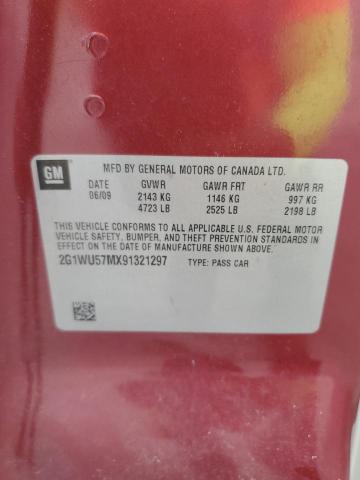 GM
MFD BY GENERAL MOTORS OF CANADA LTD.
DATE GVWR GAWR FRT GAWR RR
06/09 2143 KG 1146 KG 997 KG
4723 LB 2525 LB 2198 LB
THIS VEHICLE CONFORMS TO ALL APPLICABLE U.S. FEDERAL MOTOR
VEHICLE SAFETY, BUMPER, AND THEFT PREVENTION STANDARDS IN
EFFECT ON THE DATE OF MANUFACTURE SHOWN ABOVE.
2G1WU57MX91321297 TYPE: PASS CAR